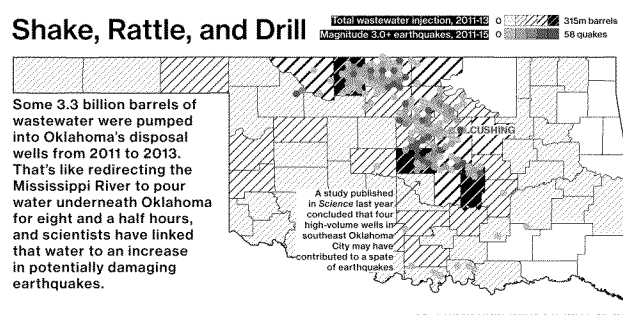 Shake, Rattle, and Drill
Total wastewater injection, 2011-13 0 315m barrels
Magnitude 3.0+ earthquakes, 2011-15 0 58 quakes
Some 3.3 billion barrels of
wastewater were pumped
into Oklahoma's disposal
wells from 2011 to 2013.
That's like redirecting the
Mississippi River to pour
water underneath Oklahoma
for eight and a half hours,
and scientists have linked
that water to an increase
in potentially damaging
earthquakes.
CUSHING
A study published
in Science last year
concluded that four
high-volume wells in
southeast Oklahoma
City may have
contributed to a spate
of earthquakes